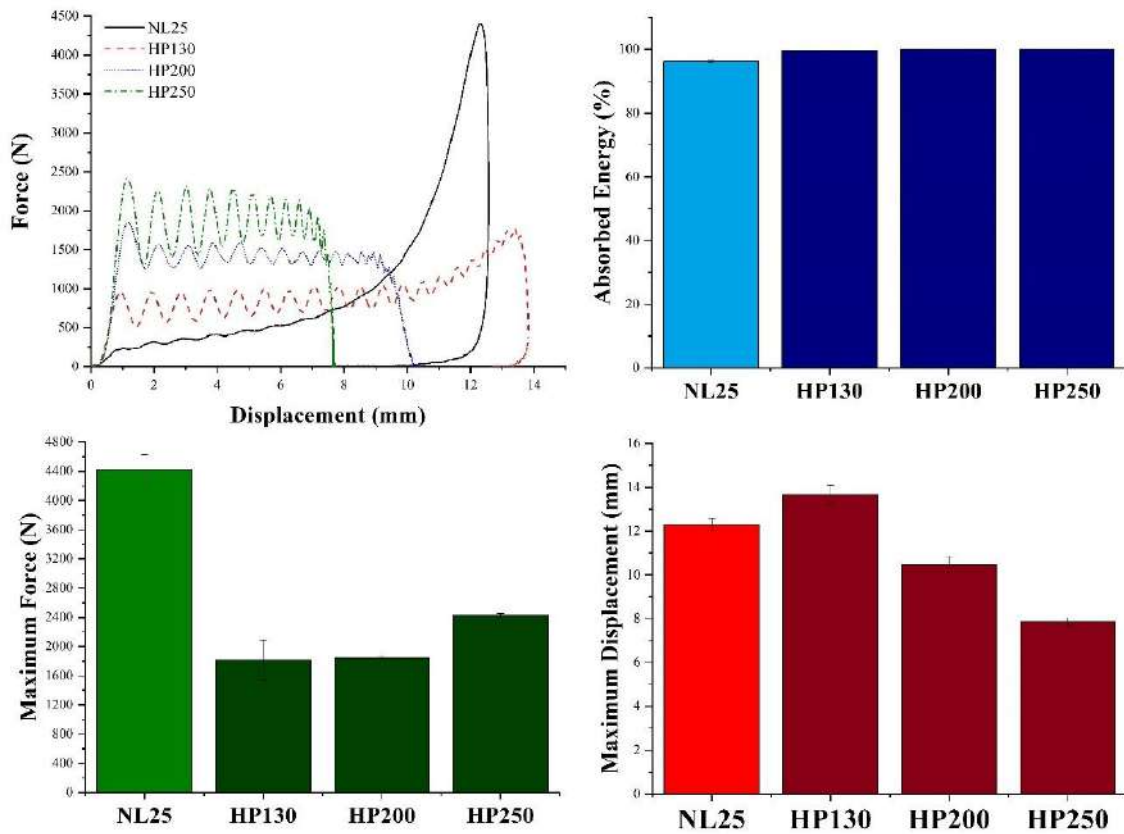 4500
4000
3500
3000
2500
2000
1500
1000
500
0
Force (N)
NL25
HP130
HP200
HP250
0 2 4 6 8 10 12 14
Displacement (mm)
100
80
60
40
20
0
Absorbed Energy (%)
NL25 HP130 HP200 HP250
4800
4400
4000
3600
3200
2800
2400
2000
1600
1200
800
400
0
Maximum Force (N)
NL25 HP130 HP200 HP250
16
14
12
10
8
6
4
2
0
Maximum Displacement (mm)
NL25 HP130 HP200 HP250